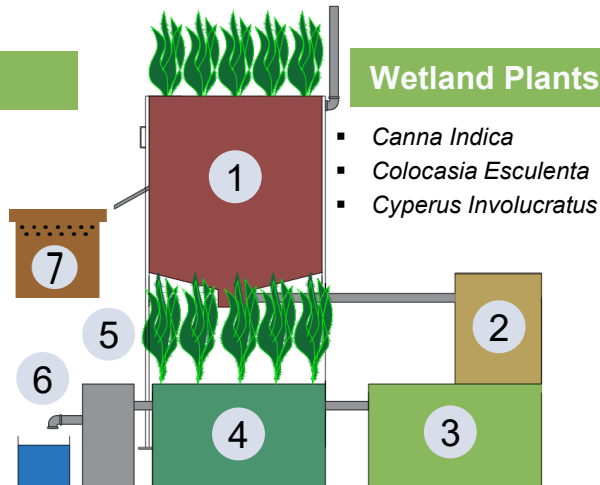 Wetland Plants
▪ Canna Indica
▪ Colocasia Esculenta
▪ Cyperus Involucratus
1
7
2
5
6
4
3